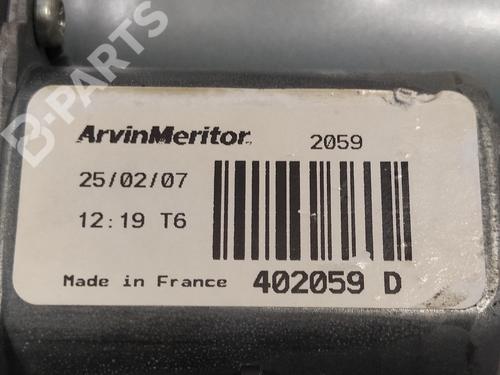 B-PARTS
ArvinMeritor
2059
25/02/07
12:19 T6
Made in France
402059 D